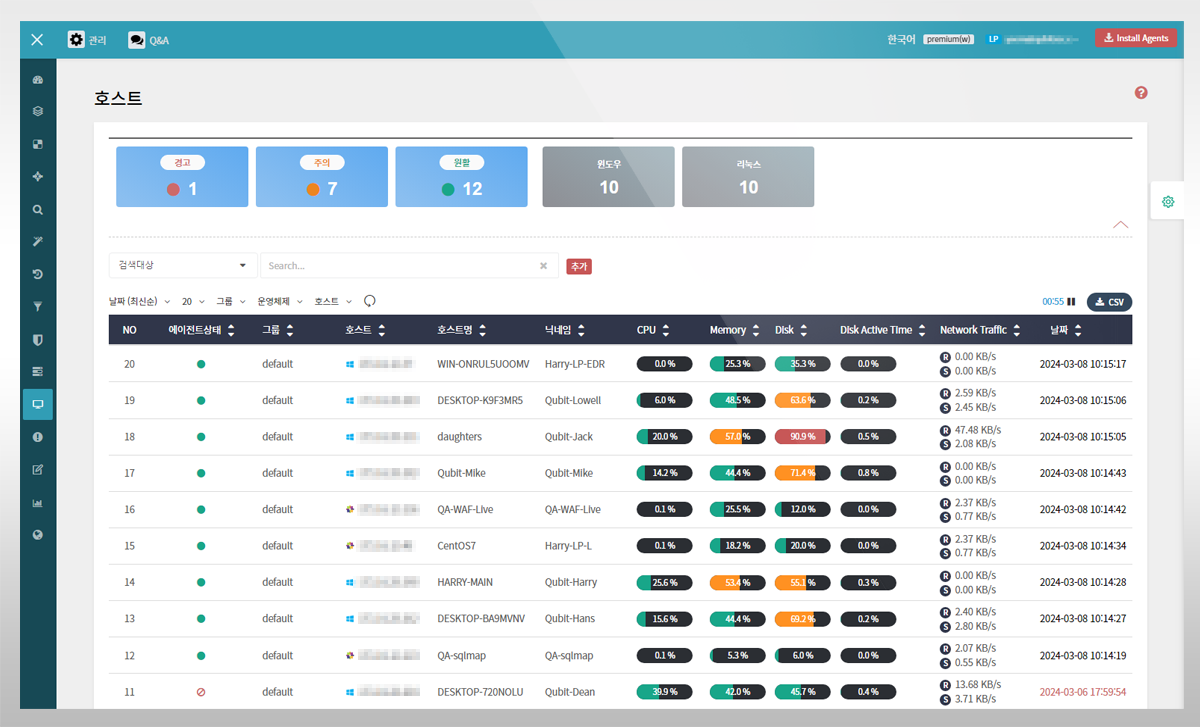 관리 Q&A 한국어 premium(w) LP Install Agents
호스트
경고 주의 원활 윈도우 리눅스
1 7 12 10 10
검색대상 Search... 추가
날짜 (최신순) 20 그룹 운영체제 호스트 00:55 CSV
NO 에이전트상태 그룹 호스트 호스트명 닉네임 CPU Memory Disk Disk Active Time Network Traffic 날짜
20 default WIN-ONRUL5UOOMV Harry-LP-EDR 0.0 % 25.3 % 35.3 % 0.0 % R 0.00 KB/s 2024-03-08 10:15:17
S 0.00 KB/s
19 default DESKTOP-K9F3MR5 Qubit-Lowell 6.0 % 48.5 % 63.6 % 0.2 % R 2.59 KB/s 2024-03-08 10:15:06
S 2.45 KB/s
18 default daughters Qubit-Jack 20.0 % 57.0 % 90.9 % 0.5 % R 47.48 KB/s 2024-03-08 10:15:05
S 2.08 KB/s
17 default Qubit-Mike Qubit-Mike 14.2 % 44.4 % 71.4 % 0.8 % R 0.00 KB/s 2024-03-08 10:14:43
S 0.00 KB/s
16 default QA-WAF-Live QA-WAF-Live 0.1 % 25.5 % 12.0 % 0.0 % R 2.37 KB/s 2024-03-08 10:14:42
S 0.77 KB/s
15 default CentOS7 Harry-LP-L 0.1 % 18.2 % 20.0 % 0.0 % R 2.37 KB/s 2024-03-08 10:14:34
S 0.77 KB/s
14 default HARRY-MAIN Qubit-Harry 25.6 % 53.4 % 55.1 % 0.3 % R 0.00 KB/s 2024-03-08 10:14:28
S 0.00 KB/s
13 default DESKTOP-BA9MVNV Qubit-Hans 15.6 % 44.4 % 69.2 % 0.2 % R 2.40 KB/s 2024-03-08 10:14:27
S 2.80 KB/s
12 default QA-sqlmap QA-sqlmap 0.1 % 5.3 % 6.0 % 0.0 % R 2.07 KB/s 2024-03-08 10:14:19
S 0.55 KB/s
11 default DESKTOP-720NOLU Qubit-Dean 39.9 % 42.0 % 45.7 % 0.4 % R 13.68 KB/s 2024-03-06 17:59:54
S 3.71 KB/s